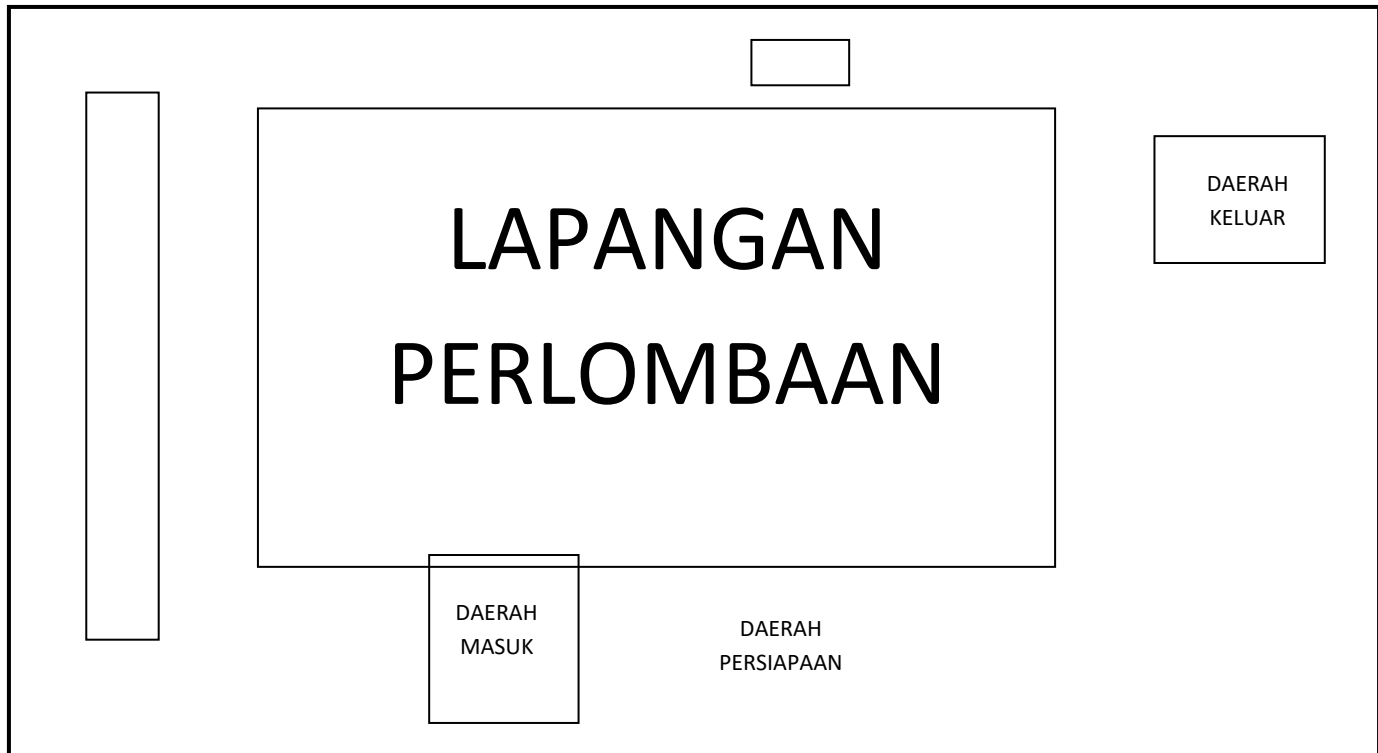 DAERAH
KELUAR
LAPANGAN
PERLOMBAAN
DAERAH
MASUK
DAERAH
PERSIAPAAN